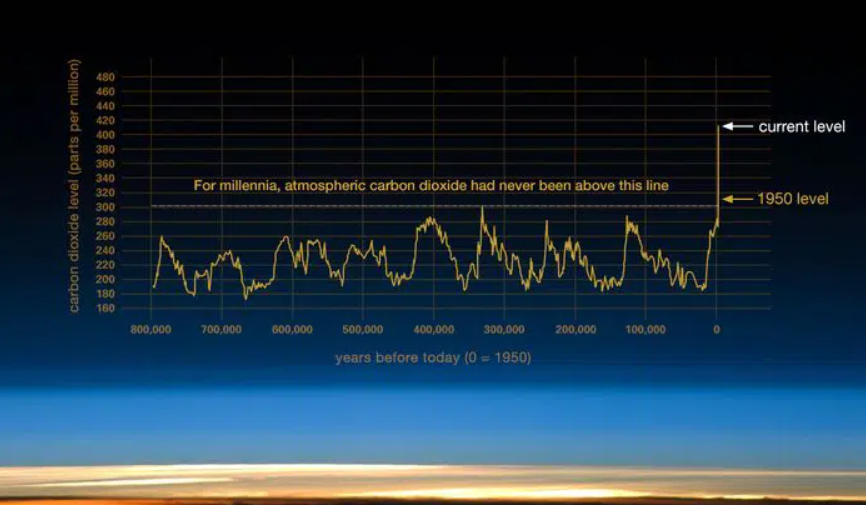 carbon dioxide level (parts per million)
480
460
440
420
400
380
360
340
320
300
280
260
240
220
200
180
160
For millennia, atmospheric carbon dioxide had never been above this line
current level
1950 level
800,000 700,000 600,000 500,000 400,000 300,000 200,000 100,000 0
years before today (0 = 1950)